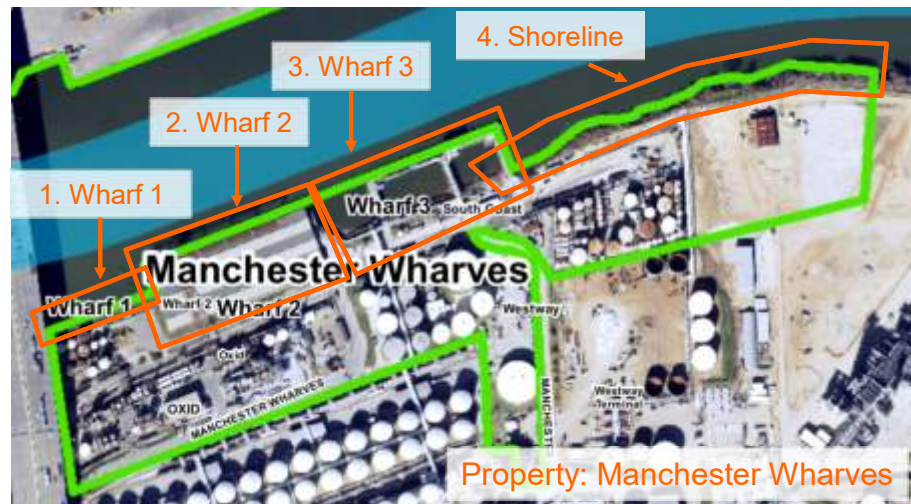 4. Shoreline
3. Wharf 3
2. Wharf 2
1. Wharf 1
Wharf 3
South Coast
Manchester Wharves
Wharf 1
Wharf 2
Wharf 2
Westway
Oxid
OXID
MANCHESTER WHARVES
MANCHEST
Westway
Terminal
Property: Manchester Wharves